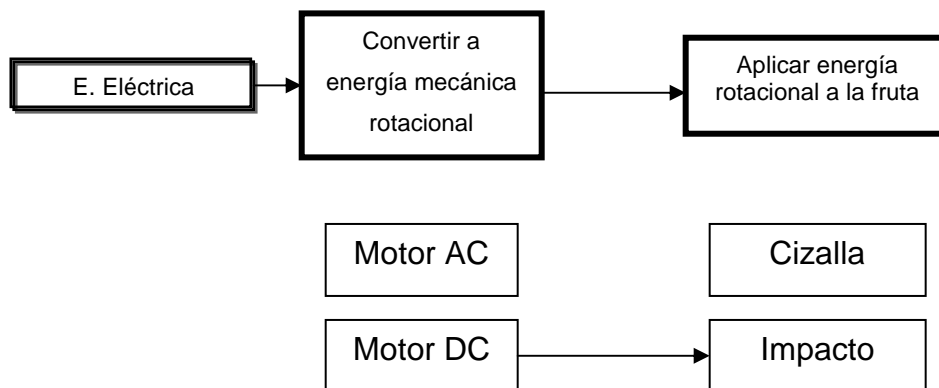 E. Eléctrica
Convertir a
energía mecánica
rotacional
Aplicar energía
rotacional a la fruta
Motor AC
Cizalla
Motor DC
Impacto